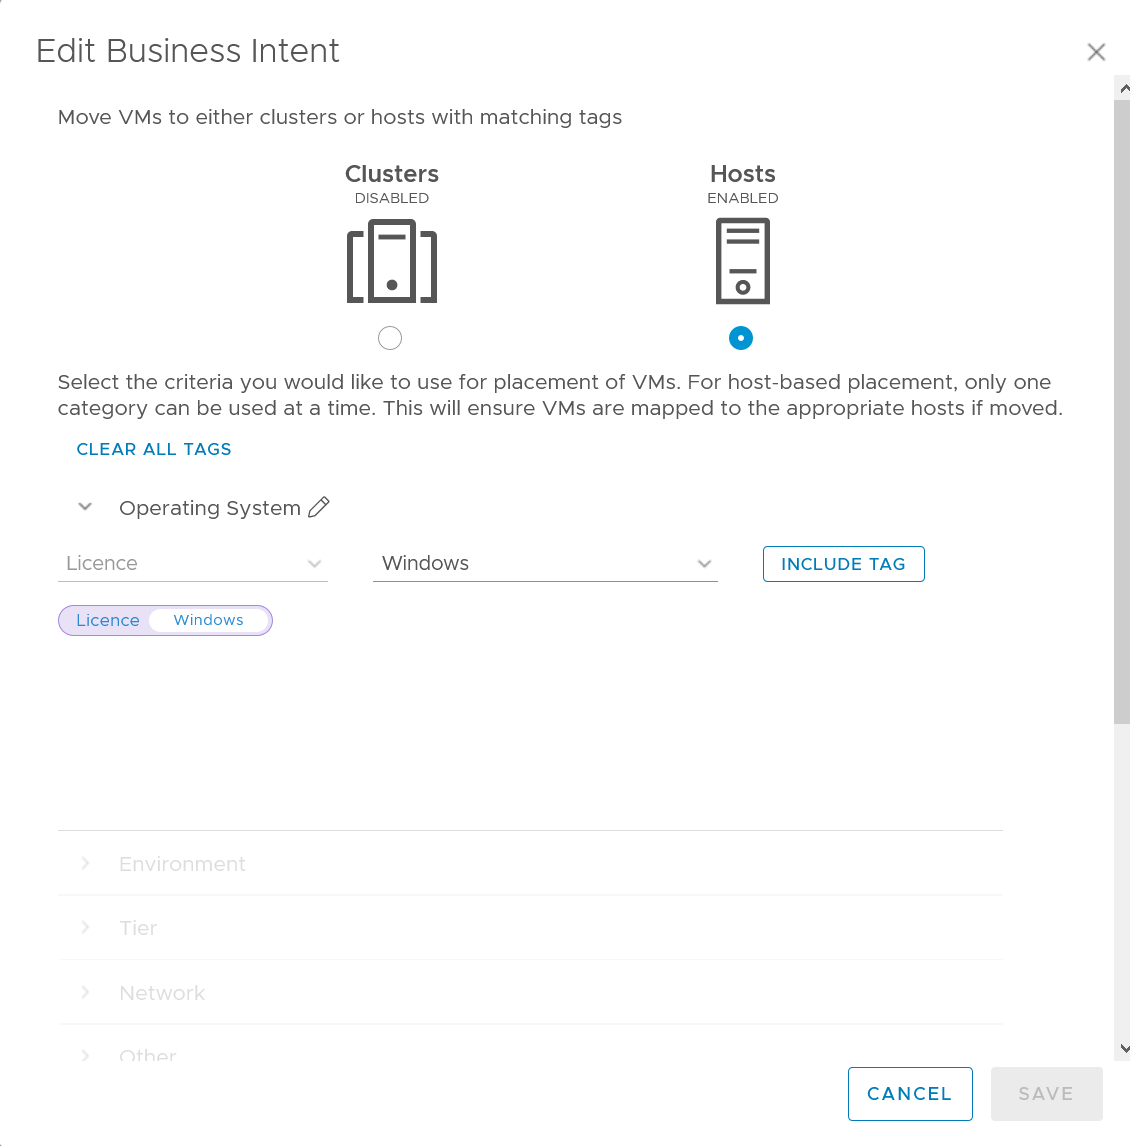 Edit Business Intent
Move VMs to either clusters or hosts with matching tags
Clusters
DISABLED
Hosts
ENABLED
Select the criteria you would like to use for placement of VMs. For host-based placement, only one
category can be used at a time. This will ensure VMs are mapped to the appropriate hosts if moved.
CLEAR ALL TAGS
Operating System
Licence
Windows
INCLUDE TAG
Licence Windows
Environment
Tier
Network
Other
CANCEL
SAVE